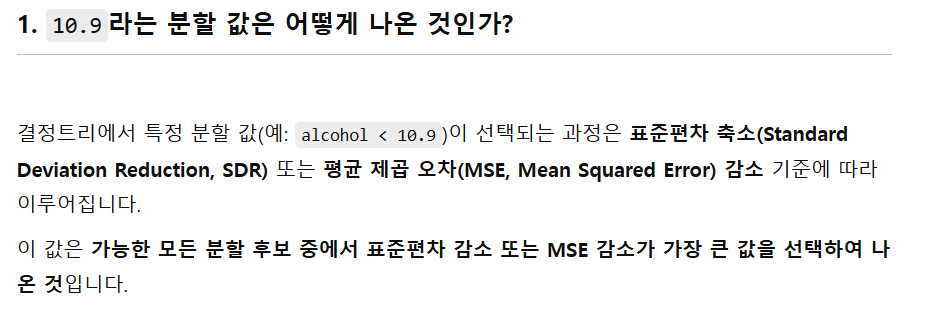 1. 10.9라는 분할 값은 어떻게 나온 것인가?
결정트리에서 특정 분할 값(예: alcohol < 10.9)이 선택되는 과정은 표준편차 축소(Standard
Deviation Reduction, SDR) 또는 평균 제곱 오차(MSE, Mean Squared Error) 감소 기준에 따라
이루어집니다.
이 값은 가능한 모든 분할 후보 중에서 표준편차 감소 또는 MSE 감소가 가장 큰 값을 선택하여 나
온 것입니다.